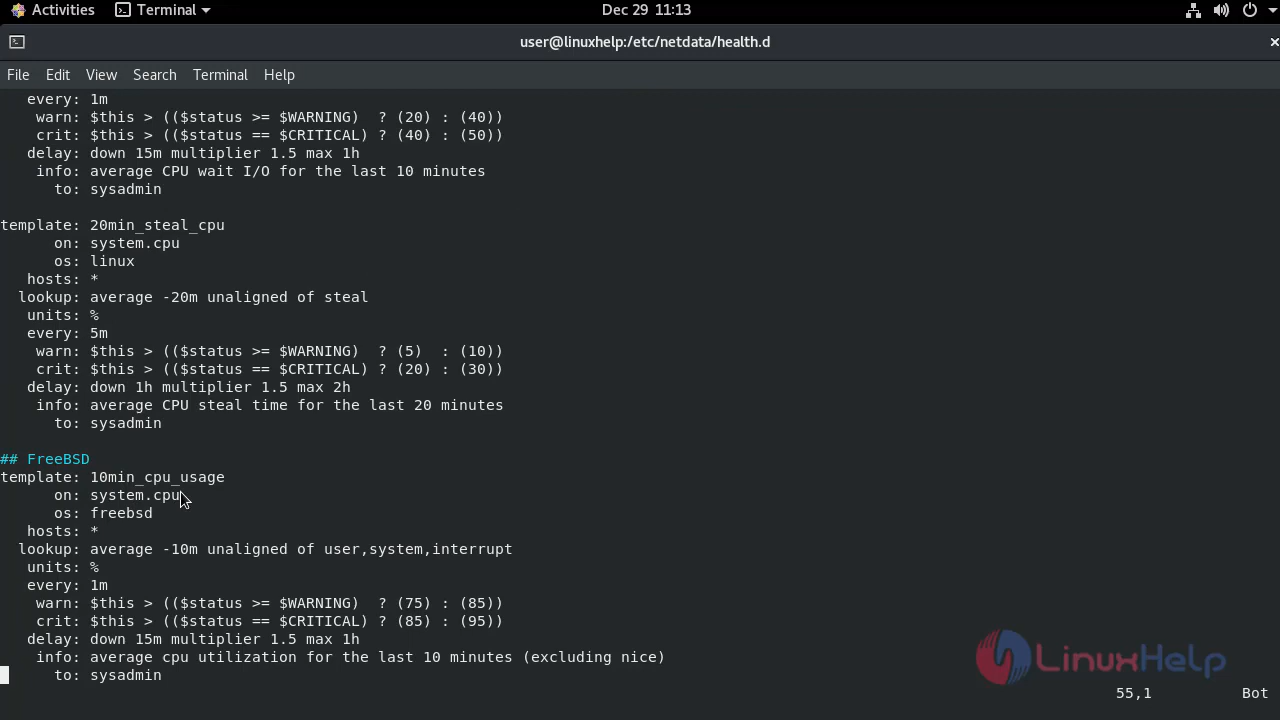 Activities Terminal Dec 29 11:13
user@linuxhelp:/etc/netdata/health.d ×
File Edit View Search Terminal Help
every: 1m
warn: $this > (($status >= $WARNING)  ? (20) : (40))
crit: $this > (($status == $CRITICAL) ? (40) : (50))
delay: down 15m multiplier 1.5 max 1h
info: average CPU wait I/O for the last 10 minutes
to: sysadmin
template: 20min_steal_cpu
on: system.cpu
os: linux
hosts: *
lookup: average -20m unaligned of steal
units: %
every: 5m
warn: $this > (($status >= $WARNING)  ? (5)  : (10))
crit: $this > (($status == $CRITICAL) ? (20) : (30))
delay: down 1h multiplier 1.5 max 2h
info: average CPU steal time for the last 20 minutes
to: sysadmin
## FreeBSD
template: 10min_cpu_usage
on: system.cpu
os: freebsd
hosts: *
lookup: average -10m unaligned of user,system,interrupt
units: %
every: 1m
warn: $this > (($status >= $WARNING)  ? (75) : (85))
crit: $this > (($status == $CRITICAL) ? (85) : (95))
delay: down 15m multiplier 1.5 max 1h
info: average cpu utilization for the last 10 minutes (excluding nice)
to: sysadmin
LinuxHelp
55,1 Bot